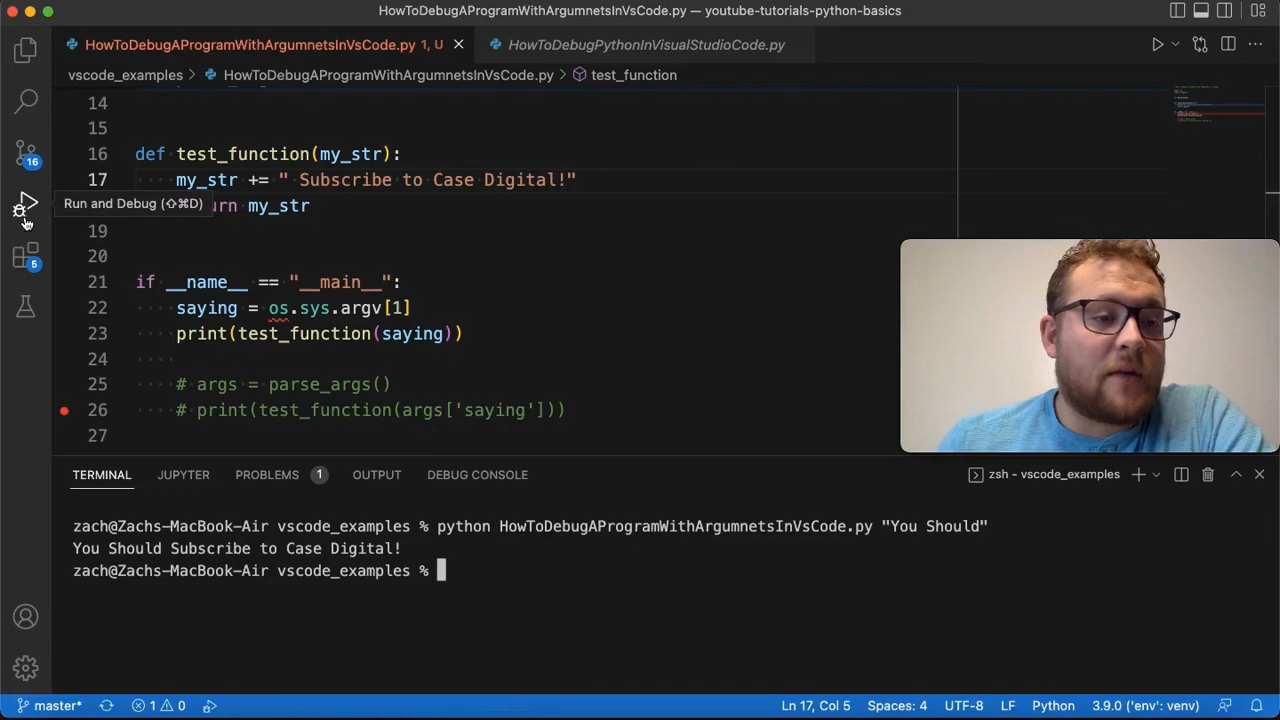 HowToDebugAProgramWithArgumnetsInVsCode.py — youtube-tutorials-python-basics
HowToDebugAProgramWithArgumnetsInVsCode.py 1, U
HowToDebugPythonInVisualStudioCode.py
vscode_examples > HowToDebugAProgramWithArgumnetsInVsCode.py > test_function
14
15
16 def test_function(my_str):
17 my_str += " Subscribe to Case Digital!"
urn my_str
Run and Debug (⇧⌘D)
19
20
21 if __name__ == "__main__":
22 saying = os.sys.argv[1]
23 print(test_function(saying))
24
25 # args = parse_args()
26 # print(test_function(args['saying']))
27
16
5
TERMINAL JUPYTER PROBLEMS 1 OUTPUT DEBUG CONSOLE zsh - vscode_examples
zach@Zachs-MacBook-Air vscode_examples % python HowToDebugAProgramWithArgumnetsInVsCode.py "You Should"
You Should Subscribe to Case Digital!
zach@Zachs-MacBook-Air vscode_examples %
master* 1 0 Ln 17, Col 5 Spaces: 4 UTF-8 LF Python 3.9.0 ('env': venv)